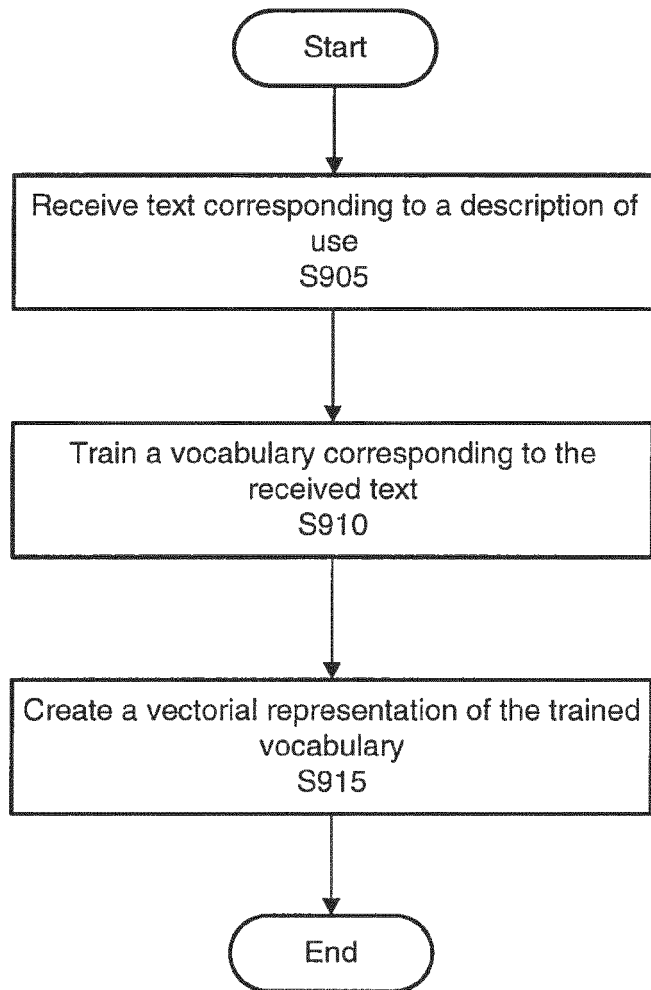 Start
Receive text corresponding to a description of
use
S905
Train a vocabulary corresponding to the
received text
S910
Create a vectorial representation of the trained
vocabulary
S915
End